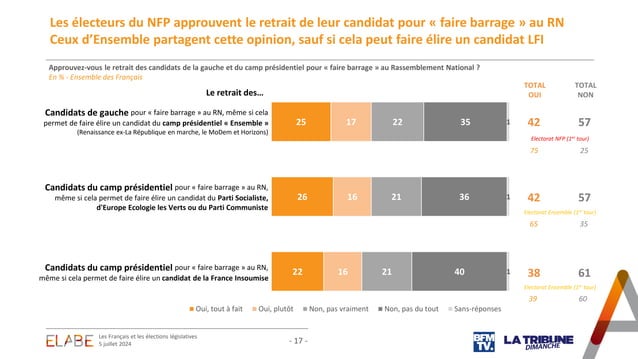 Les électeurs du NFP approuvent le retrait de leur candidat pour « faire barrage » au RN
Ceux d’Ensemble partagent cette opinion, sauf si cela peut faire élire un candidat LFI
Approuvez-vous le retrait des candidats de la gauche et du camp présidentiel pour « faire barrage » au Rassemblement National ?
En % - Ensemble des Français
Le retrait des…
TOTAL OUI
TOTAL NON
Candidats de gauche pour « faire barrage » au RN, même si cela
permet de faire élire un candidat du camp présidentiel « Ensemble »
(Renaissance ex-La République en marche, le MoDem et Horizons)
25 17 22 35 1 42 57
Electorat NFP (1er tour)
75 25
Candidats du camp présidentiel pour « faire barrage » au RN,
même si cela permet de faire élire un candidat du Parti Socialiste,
d'Europe Ecologie les Verts ou du Parti Communiste
26 16 21 36 1 42 57
Electorat Ensemble (1er tour)
65 35
Candidats du camp présidentiel pour « faire barrage » au RN,
même si cela permet de faire élire un candidat de la France Insoumise
22 16 21 40 1 38 61
Electorat Ensemble (1er tour)
39 60
Oui, tout à fait Oui, plutôt Non, pas vraiment Non, pas du tout Sans-réponses
ELABE
Les Français et les élections législatives
5 juillet 2024
- 17 -
BFM
TV.
LA TRIBUNE
DIMANCHE